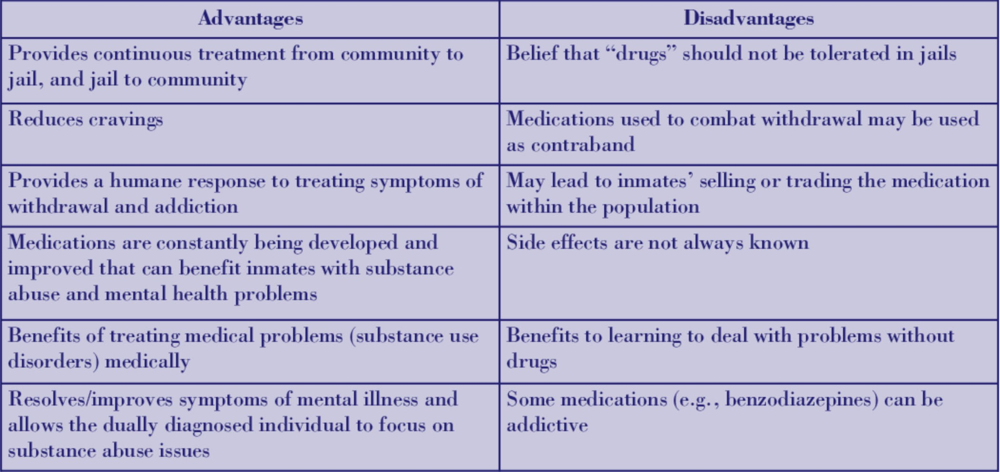 Advantages
Disadvantages
Provides continuous treatment from community to
jail, and jail to community
Belief that “drugs” should not be tolerated in jails
Reduces cravings
Medications used to combat withdrawal may be used
as contraband
Provides a humane response to treating symptoms of
withdrawal and addiction
May lead to inmates’ selling or trading the medication
within the population
Medications are constantly being developed and
improved that can benefit inmates with substance
abuse and mental health problems
Side effects are not always known
Benefits of treating medical problems (substance use
disorders) medically
Benefits to learning to deal with problems without
drugs
Resolves/improves symptoms of mental illness and
allows the dually diagnosed individual to focus on
substance abuse issues
Some medications (e.g., benzodiazepines) can be
addictive